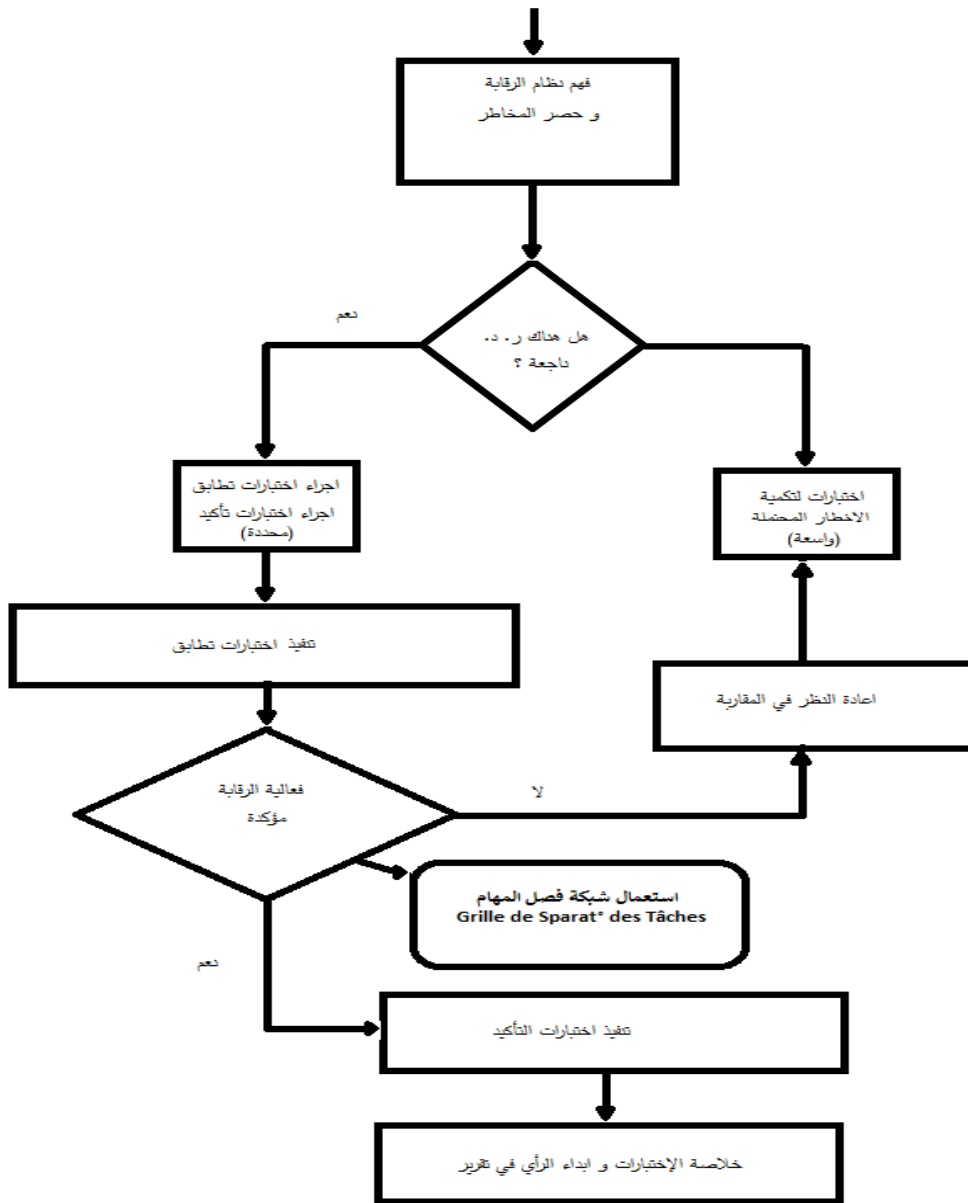 فهم نظام الرقابة
و حصر المخاطر
نعم
هل هناك ر. د.
ناجعة ؟
اجراء اختبارات تطابق
اجراء اختبارات تأكيد
(محددة)
اختبارات لتكمية
الاخطار المحتملة
(واسعة)
تنفيذ اختبارات تطابق
اعادة النظر في المقاربة
فعالية الرقابة
مؤكدة
لا
استعمال شبكة فصل المهام
Grille de Sparat° des Tâches
نعم
تنفيذ اختبارات التأكيد
خلاصة الإختبارات و ابداء الرأي في تقرير